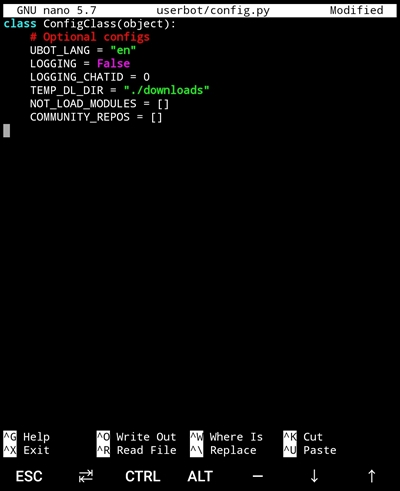 GNU nano 5.7 userbot/config.py Modified
class ConfigClass(object):
    # Optional configs
    UBOT_LANG = "en"
    LOGGING = False
    LOGGING_CHATID = 0
    TEMP_DL_DIR = "./downloads"
    NOT_LOAD_MODULES = []
    COMMUNITY_REPOS = []
^G Help ^O Write Out ^W Where Is ^K Cut
^X Exit ^R Read File ^\ Replace ^U Paste
ESC ⇄ CTRL ALT — ↓ ↑